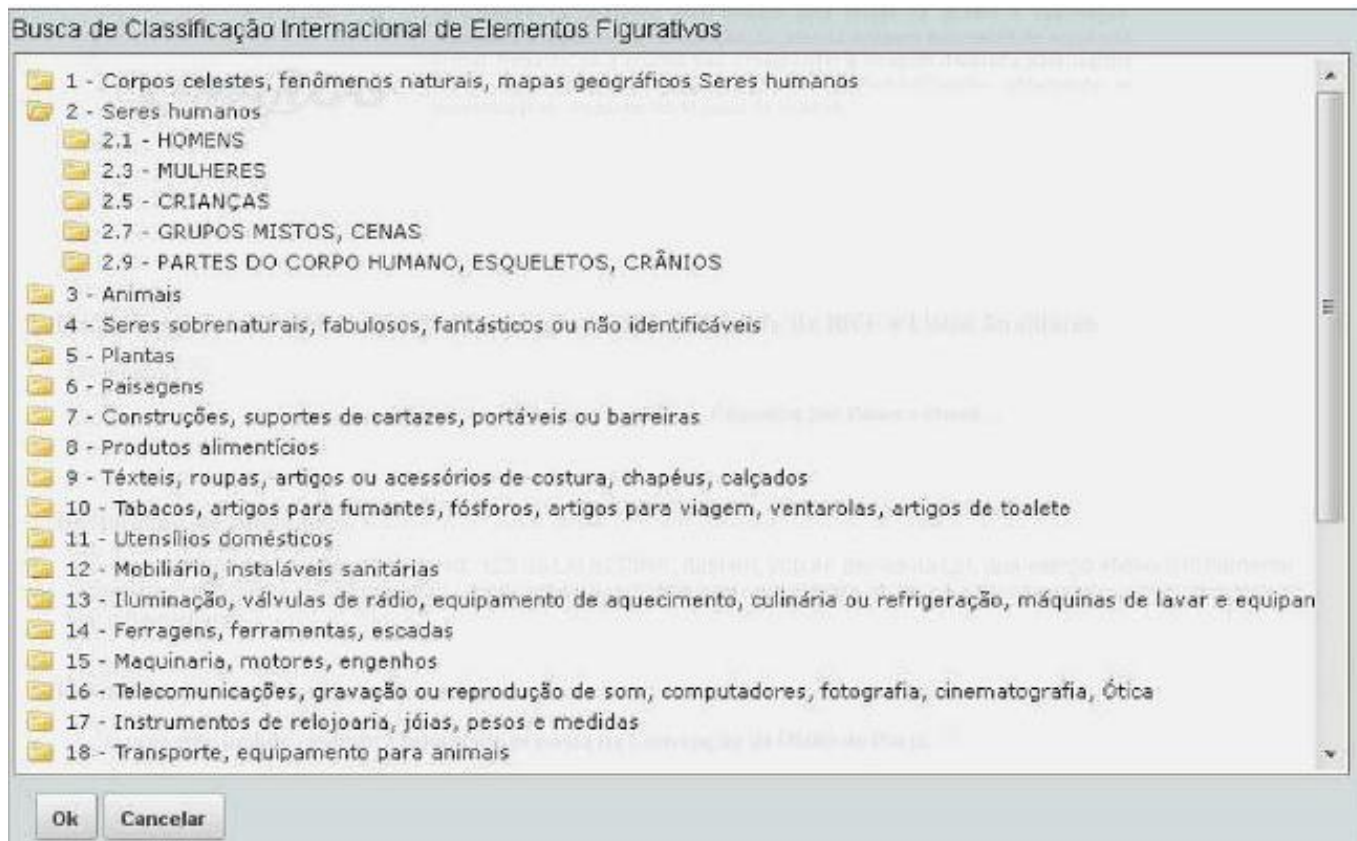 Busca de Classificação Internacional de Elementos Figurativos
1 - Corpos celestes, fenômenos naturais, mapas geográficos Seres humanos
2 - Seres humanos
2.1 - HOMENS
2.3 - MULHERES
2.5 - CRIANÇAS
2.7 - GRUPOS MISTOS, CENAS
2.9 - PARTES DO CORPO HUMANO, ESQUELETOS, CRÂNIOS
3 - Animais
4 - Seres sobrenaturais, fabulosos, fantásticos ou não identificáveis
5 - Plantas
6 - Paisagens
7 - Construções, suportes de cartazes, portáveis ou barreiras
8 - Produtos alimentícios
9 - Téxteis, roupas, artigos ou acessórios de costura, chapéus, calçados
10 - Tabacos, artigos para fumantes, fósforos, artigos para viagem, ventarolas, artigos de toalete
11 - Utensílios domésticos
12 - Mobiliário, instaláveis sanitárias
13 - Iluminação, válvulas de rádio, equipamento de aquecimento, culinária ou refrigeração, máquinas de lavar e equipan
14 - Ferragens, ferramentas, escadas
15 - Maquinaria, motores, engenhos
16 - Telecomunicações, gravação ou reprodução de som, computadores, fotografia, cinematografia, Ótica
17 - Instrumentos de relojoaria, jóias, pesos e medidas
18 - Transporte, equipamento para animais
Ok Cancelar